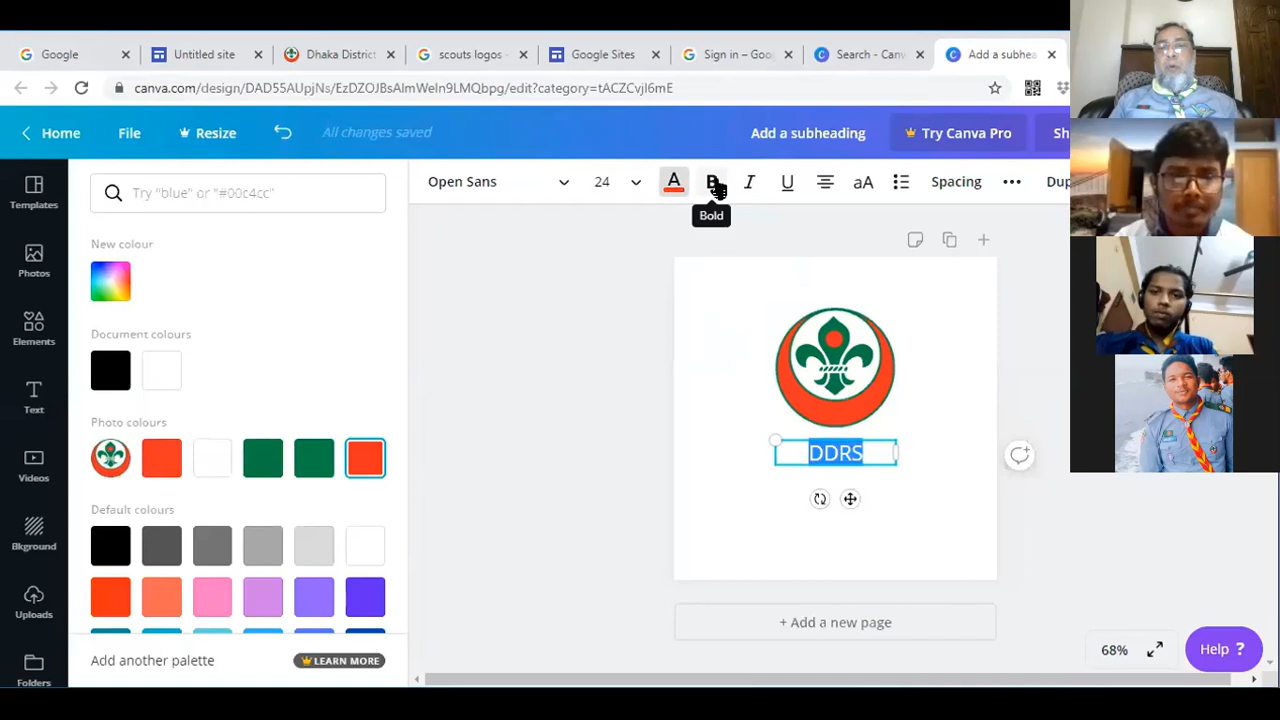 Google
Untitled site
Dhaka District
scouts logos -
Google Sites
Sign in – Goo
Search - Canv
Add a subhea
canva.com/design/DAD55AUpjN8/EzDZDJBsAlmWeIn9LMQbpg/edit?category=tACZCvjI6mE
Home
File
Resize
All changes saved
Add a subheading
Try Canva Pro
Sh
Templates
Photos
Elements
Text
Videos
Bkground
Uploads
Folders
Try "blue" or "#00c4cc"
New colour
Document colours
Photo colours
Default colours
Add another palette
LEARN MORE
Open Sans
24
A
B
I
U
aA
Spacing
Dup
Bold
DDRS
+ Add a new page
68%
Help ?